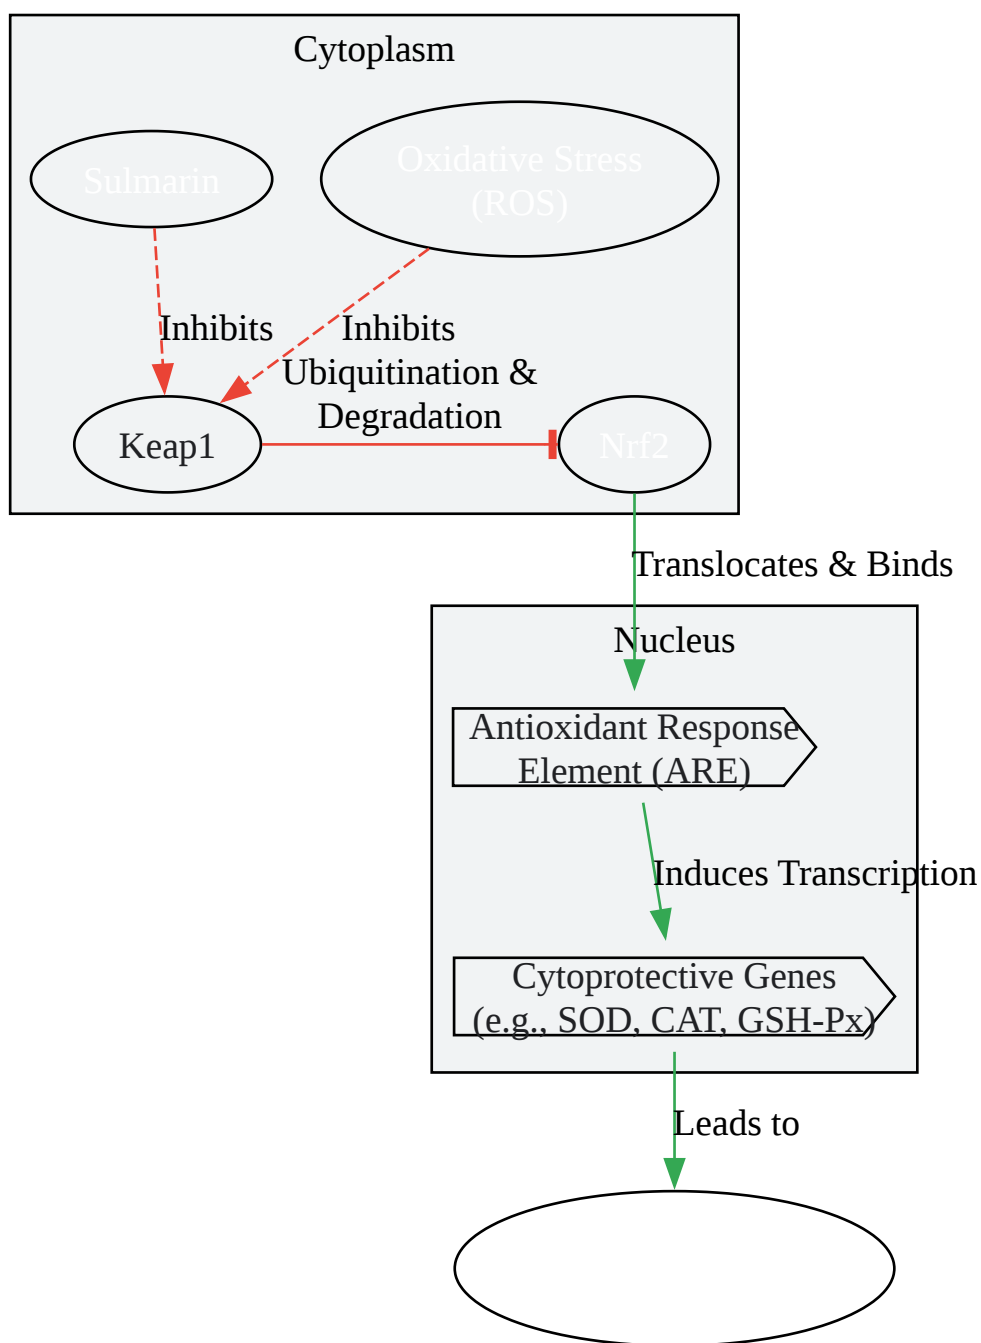 Cytoplasm
Sulmarin
Oxidative Stress
(ROS)
Inhibits
Inhibits
Ubiquitination &
Degradation
Keap1
Nrf2
Translocates & Binds
Nucleus
Antioxidant Response
Element (ARE)
Induces Transcription
Cytoprotective Genes
(e.g., SOD, CAT, GSH-Px)
Leads to